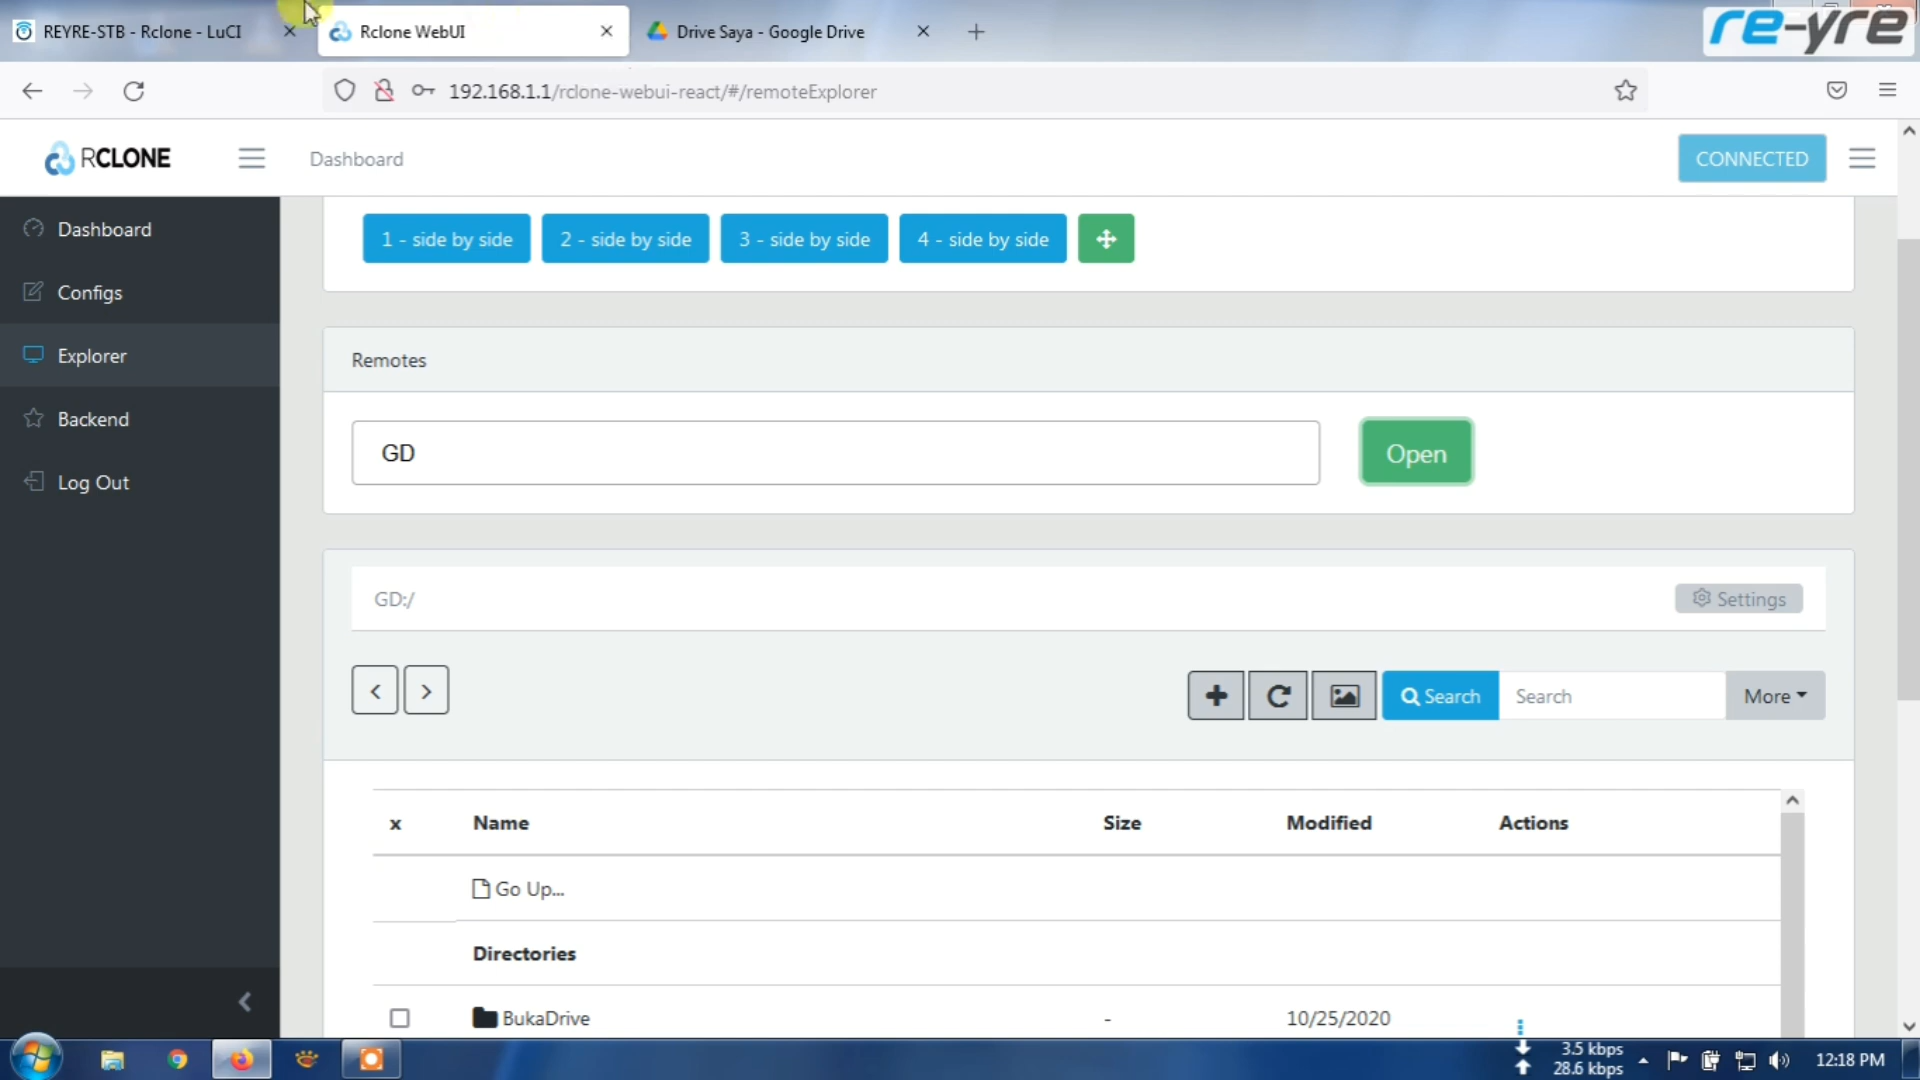 REYRE-STB - Rclone - LuCI
Rclone WebUI
Drive Saya - Google Drive
re-yre
192.168.1.1/rclone-webui-react/#/remoteExplorer
RCLONE
Dashboard
CONNECTED
Dashboard
Configs
Explorer
Backend
Log Out
1 - side by side
2 - side by side
3 - side by side
4 - side by side
Remotes
GD
Open
GD:/
Settings
Search
Search
More
x Name Size Modified Actions
Go Up...
Directories
BukaDrive - 10/25/2020
3.5 kbps
28.6 kbps
12:18 PM